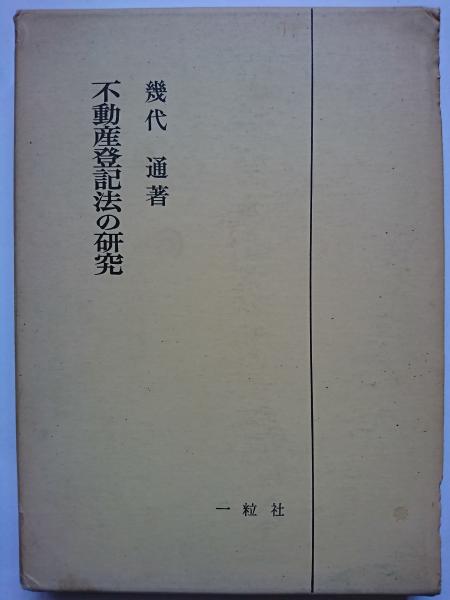 幾代 通著
不動産登記法の研究
一粒社